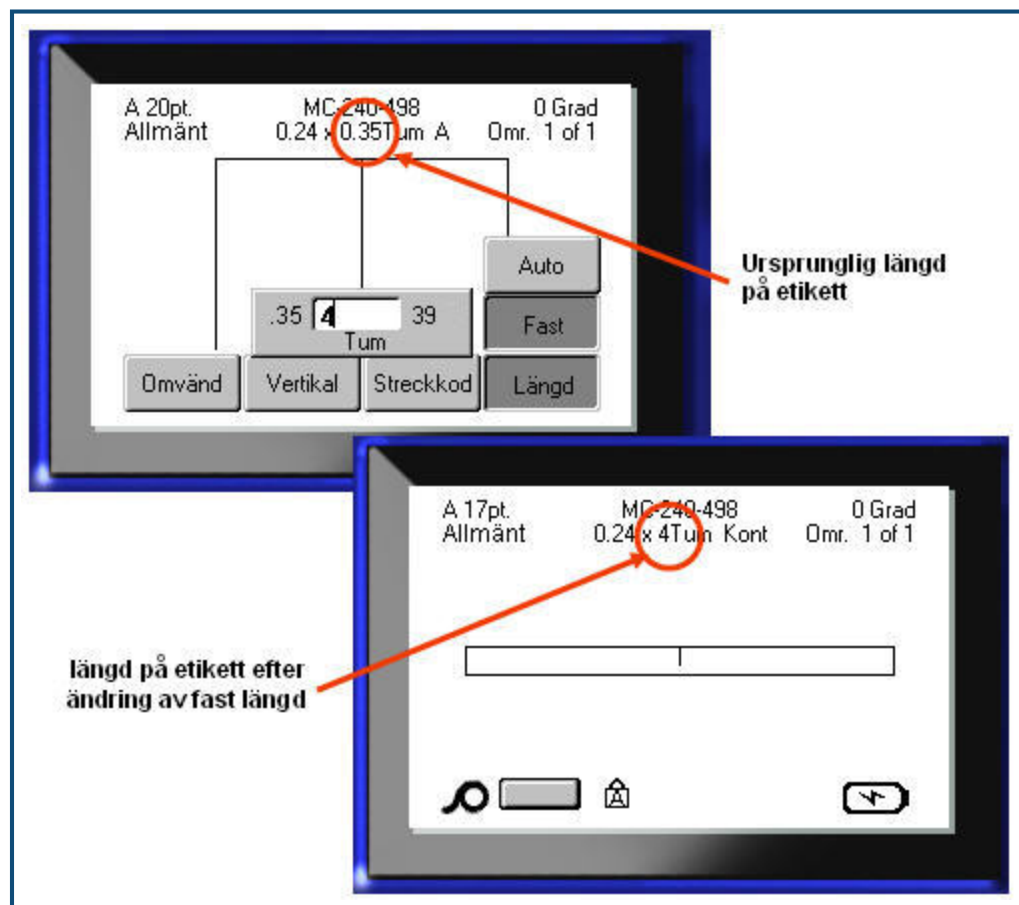 A 20pt. MC-240-498 0 Grad
Allmänt 0.24 x 0.35Tum A Omr. 1 of 1
Auto
Ursprunglig längd
på etikett
.35 4 39
Tum
Fast
Omvänd Vertikal Streckkod Längd
A 17pt. MC-240-498 0 Grad
Allmänt 0.24 x 4Tum Kont Omr. 1 of 1
längd på etikett efter
ändring av fast längd
A